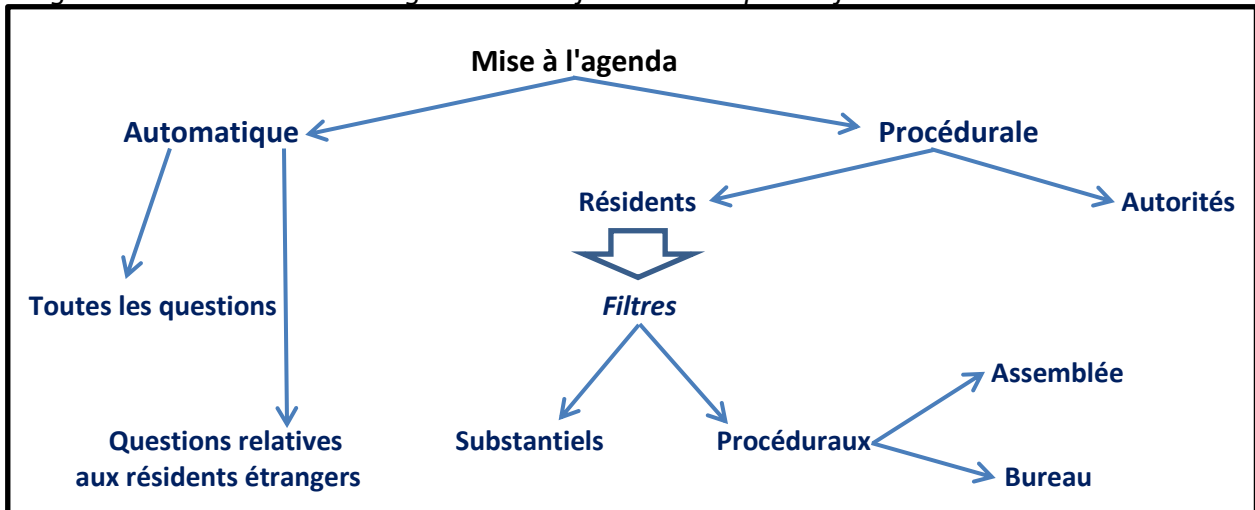 Mise à l'agenda
Automatique
Procédurale
Résidents
Autorités
Toutes les questions
Filtres
Assemblée
Questions relatives
aux résidents étrangers
Substantiels
Procéduraux
Bureau